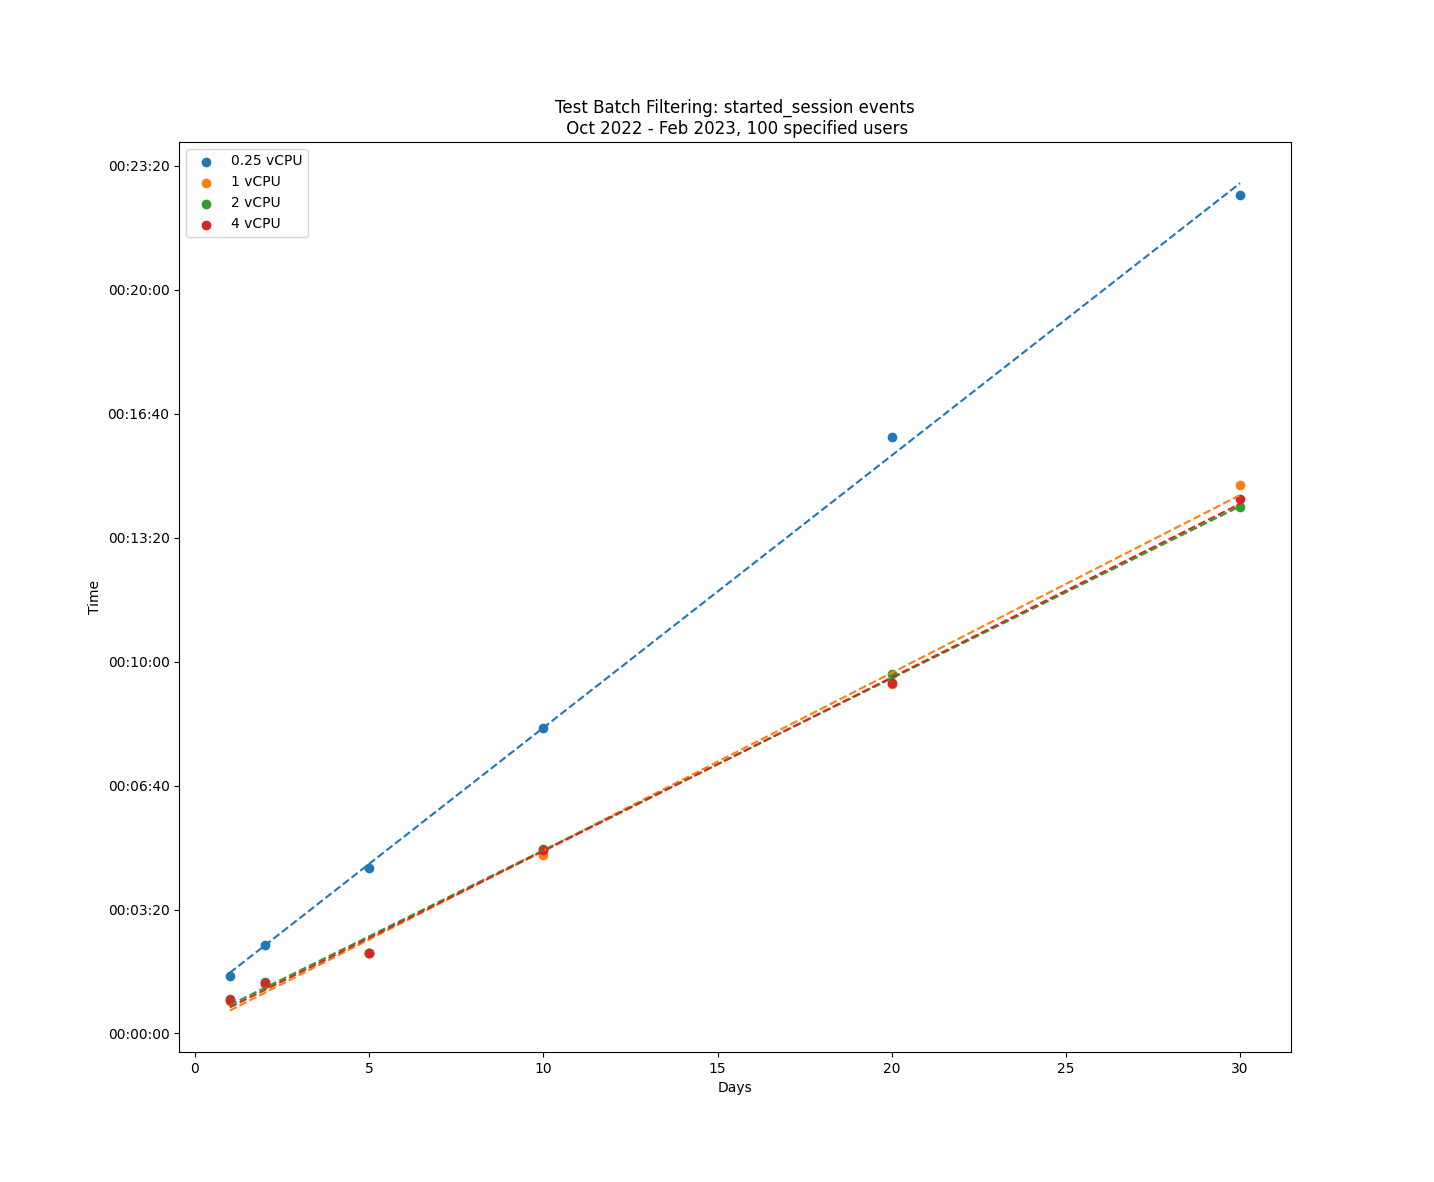 Test Batch Filtering: started_session events
Oct 2022 - Feb 2023, 100 specified users
0.25 vCPU
1 vCPU
2 vCPU
4 vCPU
00:23:20
00:20:00
00:16:40
00:13:20
00:10:00
00:06:40
00:03:20
00:00:00
Time
0 5 10 15 20 25 30
Days